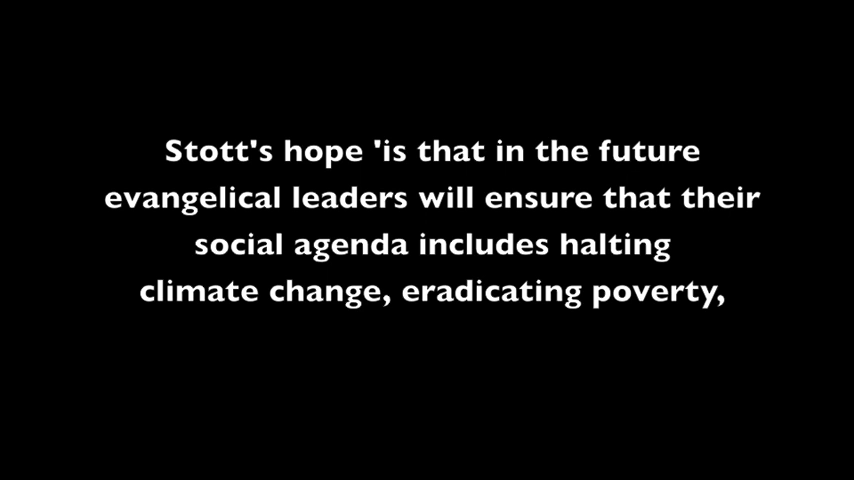 Stott's hope 'is that in the future
evangelical leaders will ensure that their
social agenda includes halting
climate change, eradicating poverty,